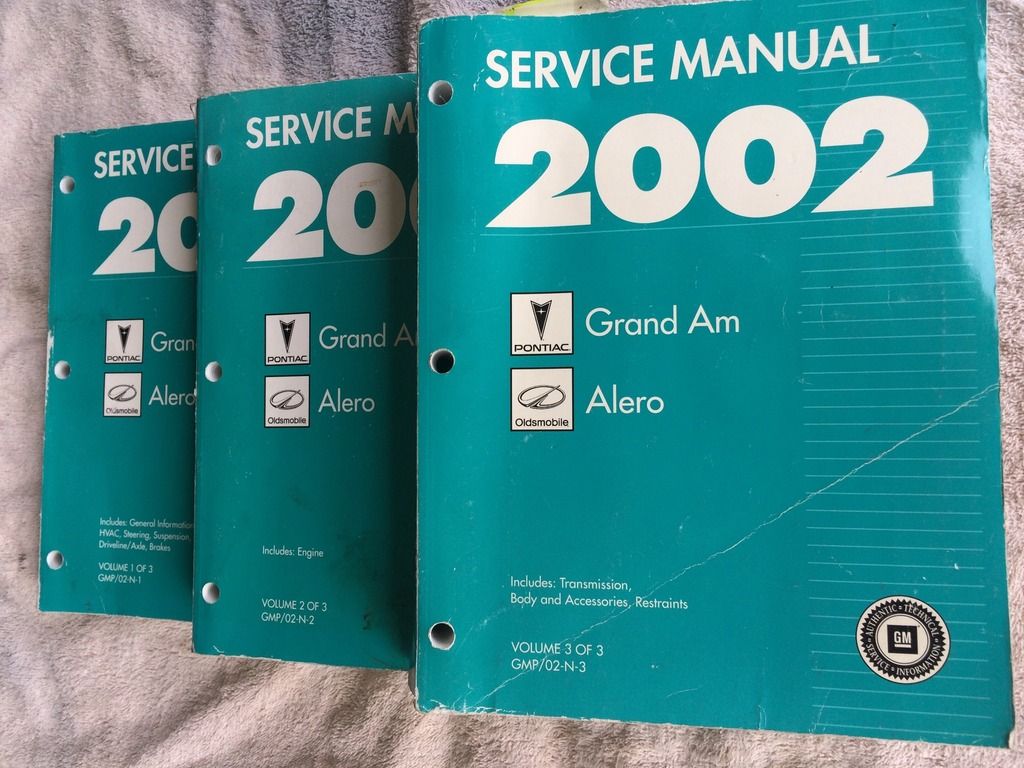 SERVICE
20
PONTIAC
Gran
Oldsmobile
Alero
Includes: General Information
HVAC, Steering, Suspension,
Driveline/Axle, Brakes
VOLUME 1 OF 3
GMP/02-N-1
SERVICE M
200
PONTIAC
Grand A
Oldsmobile
Alero
Includes: Engine
VOLUME 2 OF 3
GMP/02-N-2
SERVICE MANUAL
2002
PONTIAC
Grand Am
Oldsmobile
Alero
Includes: Transmission,
Body and Accessories, Restraints
VOLUME 3 OF 3
GMP/02-N-3
AUTHENTIC • TECHNICAL
SERVICE • INFORMATION
GM